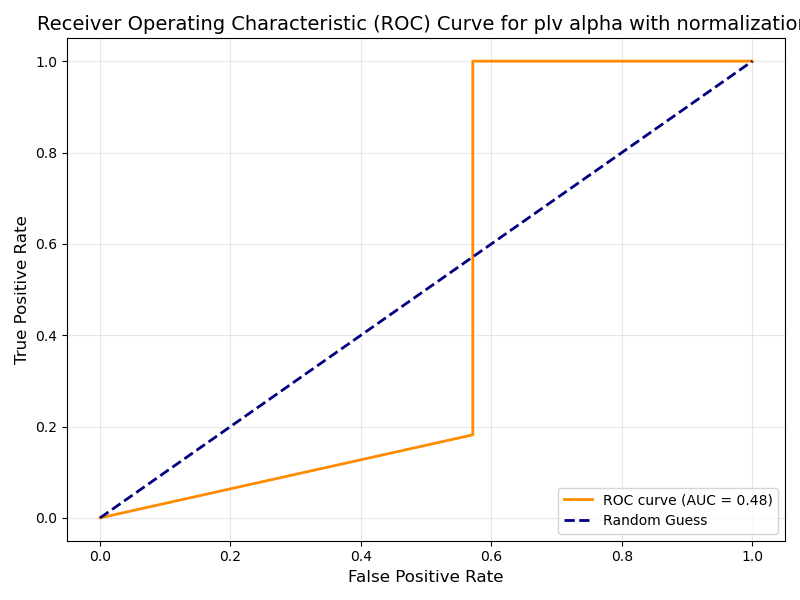 Receiver Operating Characteristic (ROC) Curve for plv alpha with normalization
1.0
0.8
0.6
0.4
0.2
0.0
True Positive Rate
0.0 0.2 0.4 0.6 0.8 1.0
False Positive Rate
ROC curve (AUC = 0.48)
Random Guess